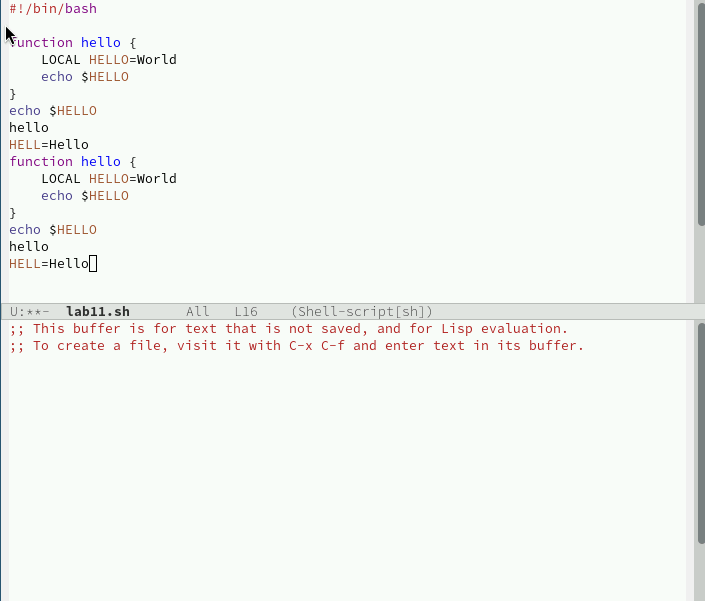 #!/bin/bash
function hello {
    LOCAL HELLO=World
    echo $HELLO
}
echo $HELLO
hello
HELL=Hello
function hello {
    LOCAL HELLO=World
    echo $HELLO
}
echo $HELLO
hello
HELL=Hello
U:**-  lab11.sh       All   L16    (Shell-script[sh])
;; This buffer is for text that is not saved, and for Lisp evaluation.
;; To create a file, visit it with C-x C-f and enter text in its buffer.